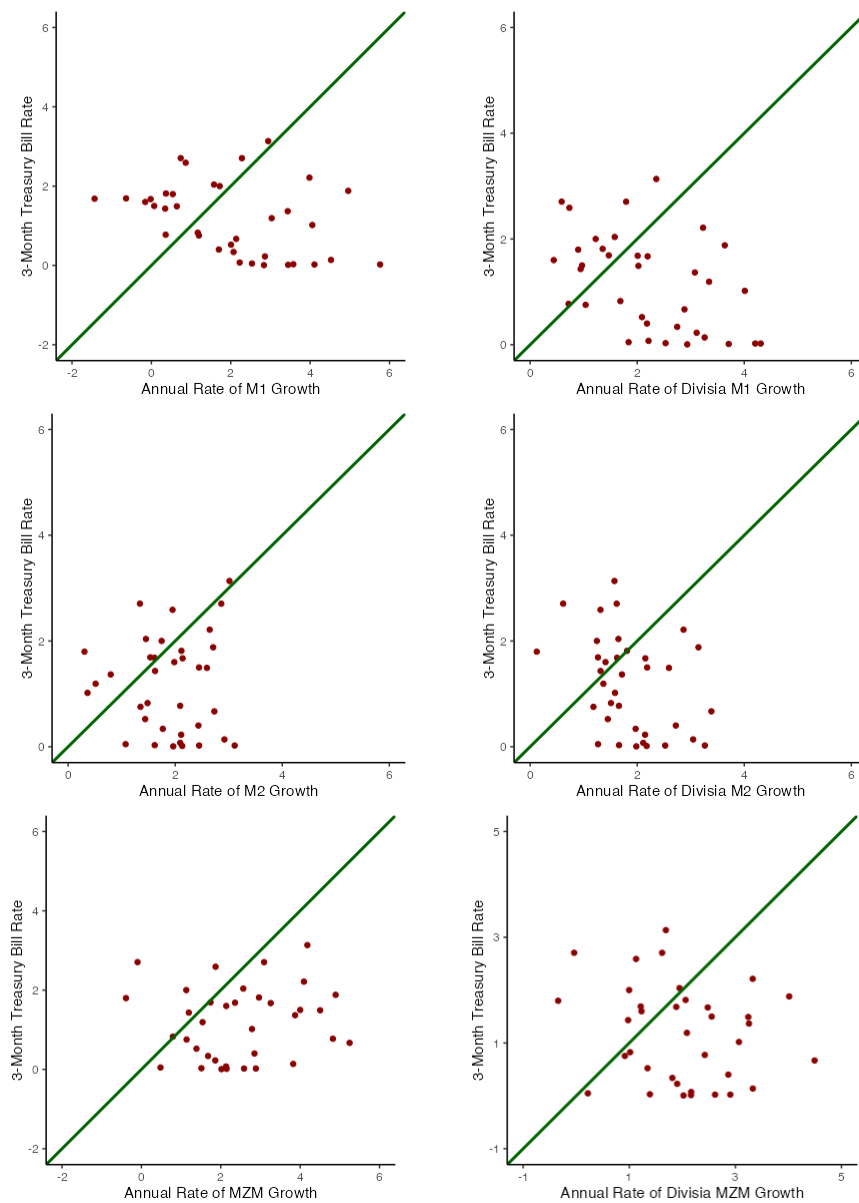 6
4
2
0
-2
3-Month Treasury Bill Rate
-2 0 2 4 6
Annual Rate of M1 Growth
6
4
2
0
3-Month Treasury Bill Rate
0 2 4 6
Annual Rate of Divisia M1 Growth
6
4
2
0
3-Month Treasury Bill Rate
0 2 4 6
Annual Rate of M2 Growth
6
4
2
0
3-Month Treasury Bill Rate
0 2 4 6
Annual Rate of Divisia M2 Growth
6
4
2
0
-2
3-Month Treasury Bill Rate
-2 0 2 4 6
Annual Rate of MZM Growth
5
3
1
-1
3-Month Treasury Bill Rate
-1 1 3 5
Annual Rate of Divisia MZM Growth